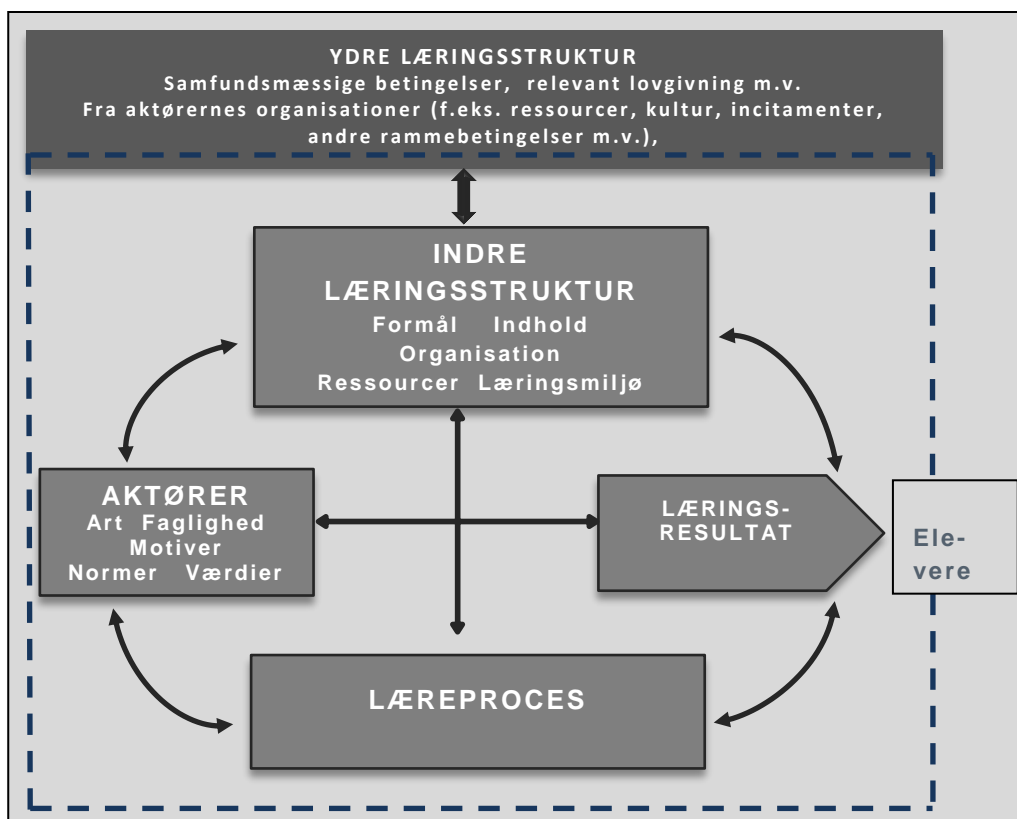 YDRE LÆRINGSSTRUKTUR
Samfundsmæssige betingelser, relevant lovgivning m.v.
Fra aktørernes organisationer (f.eks. ressourcer, kultur, incitamenter,
andre rammebetingelser m.v.),
INDRE
LÆRINGSSTRUKTUR
Formål Indhold
Organisation
Ressourcer Læringsmiljø
AKTØRER
Art Faglighed
Motiver
Normer Værdier
LÆRINGS-
RESULTAT
Ele-
vere
LÆREPROCES